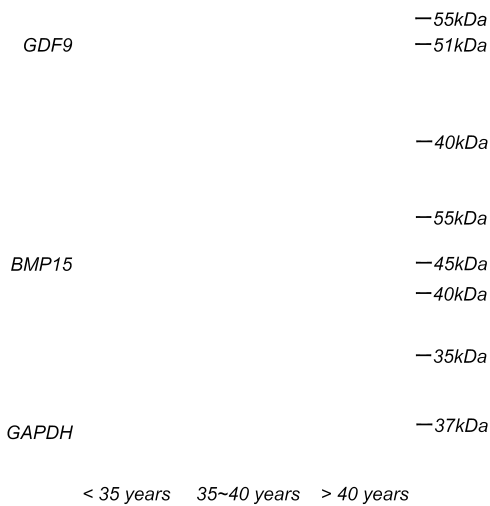 —55kDa
GDF9 —51kDa
—40kDa
—55kDa
BMP15 —45kDa
—40kDa
—35kDa
GAPDH —37kDa
< 35 years 35~40 years > 40 years